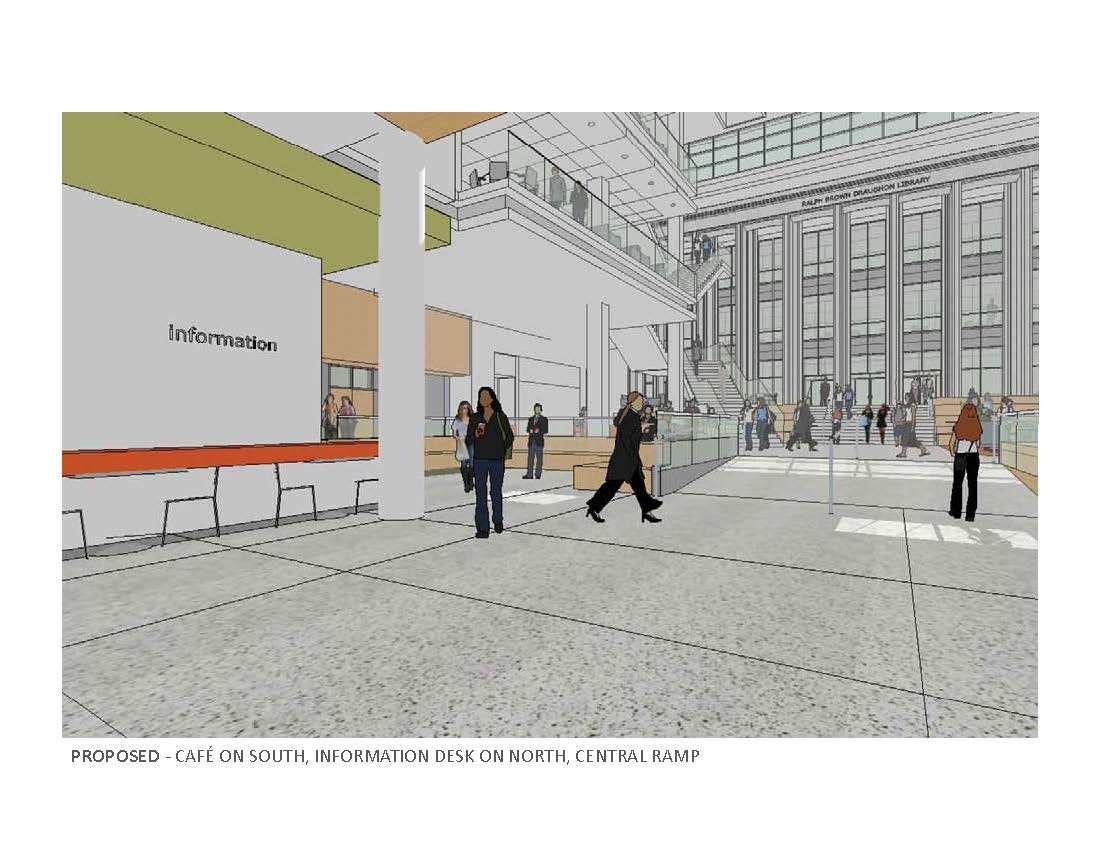 RALPH BROWN DRAUGHON LIBRARY
information
PROPOSED - CAFÉ ON SOUTH, INFORMATION DESK ON NORTH, CENTRAL RAMP